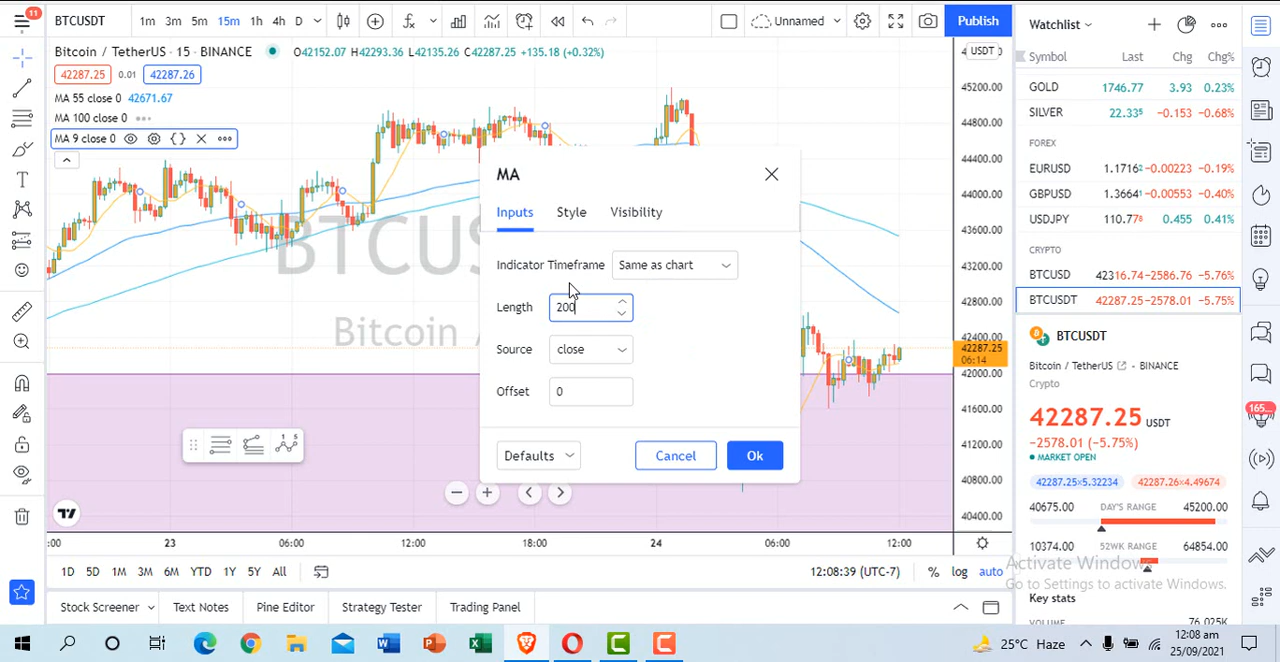 11
BTCUSDT
1m 3m 5m 15m 1h 4h D
Unnamed
Publish
Bitcoin / TetherUS · 15 · BINANCE
O42152.07 H42293.36 L42135.26 C42287.25 +135.18 (+0.32%)
42287.25 0.01 42287.26
MA 55 close 0 42671.67
MA 100 close 0
MA 9 close 0
BTCUS
Bitcoin
MA
Inputs Style Visibility
Indicator Timeframe Same as chart
Length 200
Source close
Offset 0
Defaults Cancel Ok
USDT
45200.00
44800.00
44400.00
44000.00
43600.00
43200.00
42800.00
42400.00
42287.25
06:14
42000.00
41600.00
41200.00
40800.00
40400.00
:00 23 06:00 12:00 18:00 24 06:00 12:00
1D 5D 1M 3M 6M YTD 1Y 5Y All
12:08:39 (UTC-7) % log auto
Stock Screener Text Notes Pine Editor Strategy Tester Trading Panel
Watchlist
Symbol Last Chg Chg%
GOLD 1746.77 3.93 0.23%
SILVER 22.335 -0.153 -0.68%
FOREX
EURUSD 1.17162 -0.00223 -0.19%
GBPUSD 1.36641 -0.00553 -0.40%
USDJPY 110.778 0.455 0.41%
CRYPTO
BTCUSD 42316.74 -2586.76 -5.76%
BTCUSDT 42287.25 -2578.01 -5.75%
BTCUSDT
Bitcoin / TetherUS · BINANCE
Crypto
42287.25 USDT
−2578.01 (−5.75%)
MARKET OPEN
42287.25×5.32234 42287.26×4.49674
40675.00 DAY'S RANGE 45200.00
10374.00 52WK RANGE 64854.00
Key stats
165...
Activate Windows
Go to Settings to activate Windows.
25°C Haze
12:08 am
25/09/2021